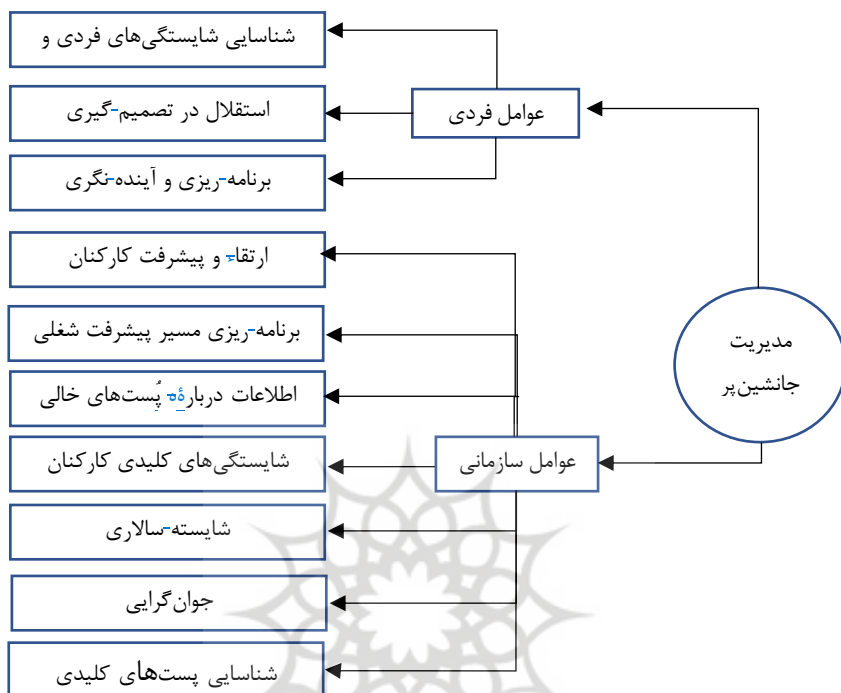 شناسایی شایستگی‌های فردی و
استقلال در تصمیم-گیری
عوامل فردی
برنامه-ریزی و آینده-نگری
ارتقاء و پیشرفت کارکنان
برنامه-ریزی مسیر پیشرفت شغلی
مدیریت
جانشین‌پر
اطلاعات دربارۀ پُست‌های خالی
شایستگی‌های کلیدی کارکنان
عوامل سازمانی
شایسته-سالاری
جوان‌گرایی
شناسایی پست‌های کلیدی